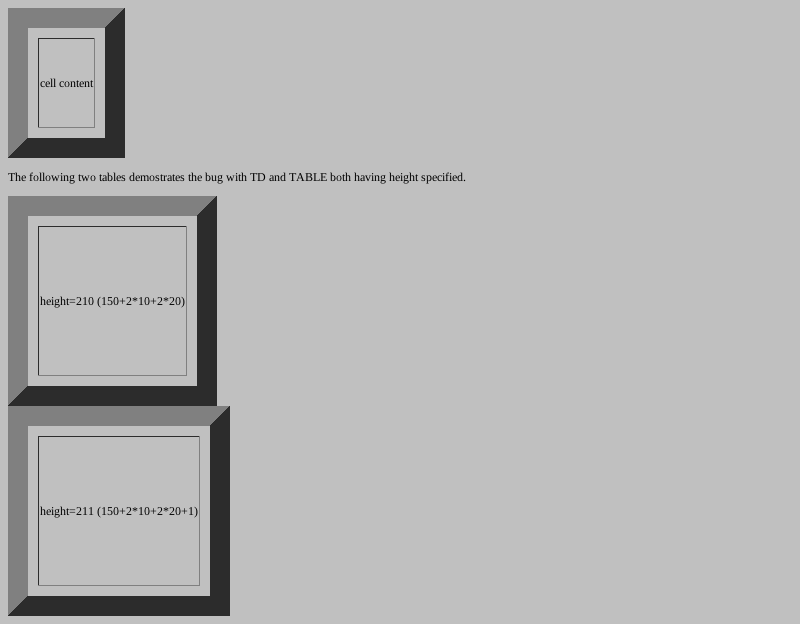 cell content
The following two tables demostrates the bug with TD and TABLE both having height specified.
height=210 (150+2*10+2*20)
height=211 (150+2*10+2*20+1)